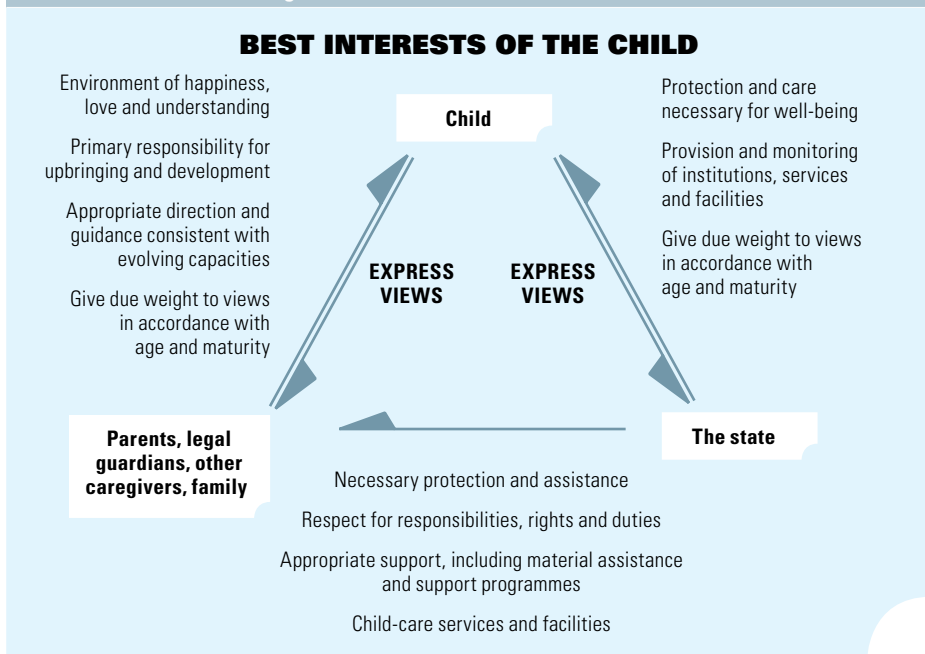 BEST INTERESTS OF THE CHILD
Environment of happiness,
love and understanding
Primary responsibility for
upbringing and development
Appropriate direction and
guidance consistent with
evolving capacities
Give due weight to views
in accordance with
age and maturity
Child
Protection and care
necessary for well-being
Provision and monitoring
of institutions, services
and facilities
Give due weight to views
in accordance with
age and maturity
EXPRESS
VIEWS
EXPRESS
VIEWS
Parents, legal
guardians, other
caregivers, family
The state
Necessary protection and assistance
Respect for responsibilities, rights and duties
Appropriate support, including material assistance
and support programmes
Child-care services and facilities